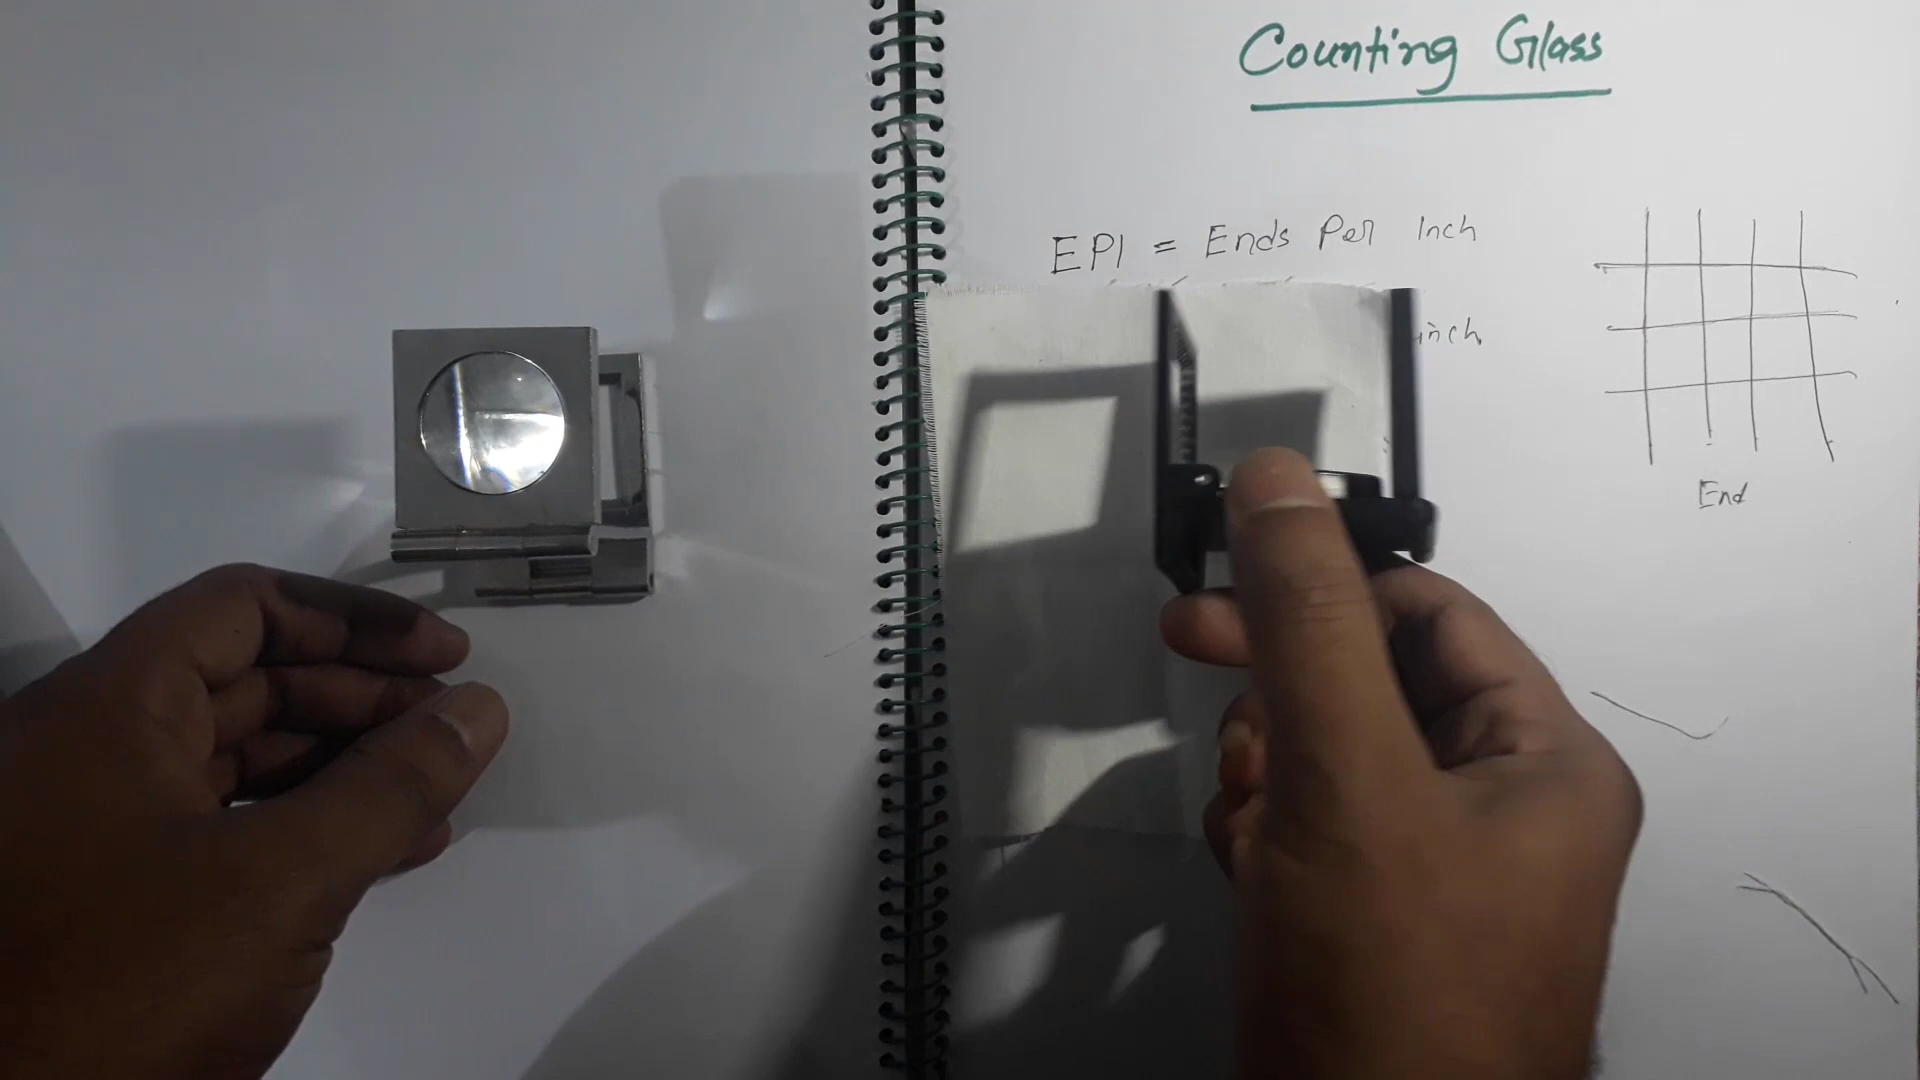 Counting Glass
EPI = Ends Per Inch
inch
End